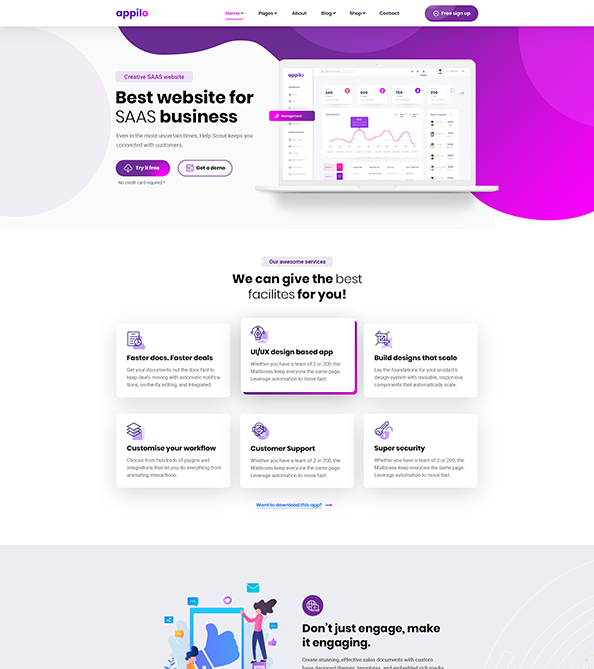 appilo
Home Pages About Blog Shop Contact
Free sign up
Creative SAAS website
Best website for
SAAS business
Even in the most uncertain times, Help Scout keeps you
connected with customers.
Try it free
Get a demo
No credit card required *
appilo
Management
Our awesome services
We can give the best
facilites for you!
Faster docs. Faster deals
Get your documents out the door fast to
keep deals moving with automatic notifica-
tions, on-the-fly editing, and integrated.
UI/UX design based app
Whether you have a team of 2 or 200, the
Mailboxes keep everyone the same page.
Leverage automation to move fast.
Build designs that scale
Lay the foundations for your product's
design system with reusable, responsive
components that automatically scale.
Customise your workflow
Choose from hundreds of plugins and
integrations that let you do everything from
animating interactions.
Customer Support
Whether you have a team of 2 or 200, the
Mailboxes keep everyone the same page.
Leverage automation to move fast.
Super security
Whether you have a team of 2 or 200, the
Mailboxes keep everyone the same page.
Leverage automation to move fast.
Want to download this app?
Don't just engage, make
it engaging.
Create stunning, effective sales documents with custom